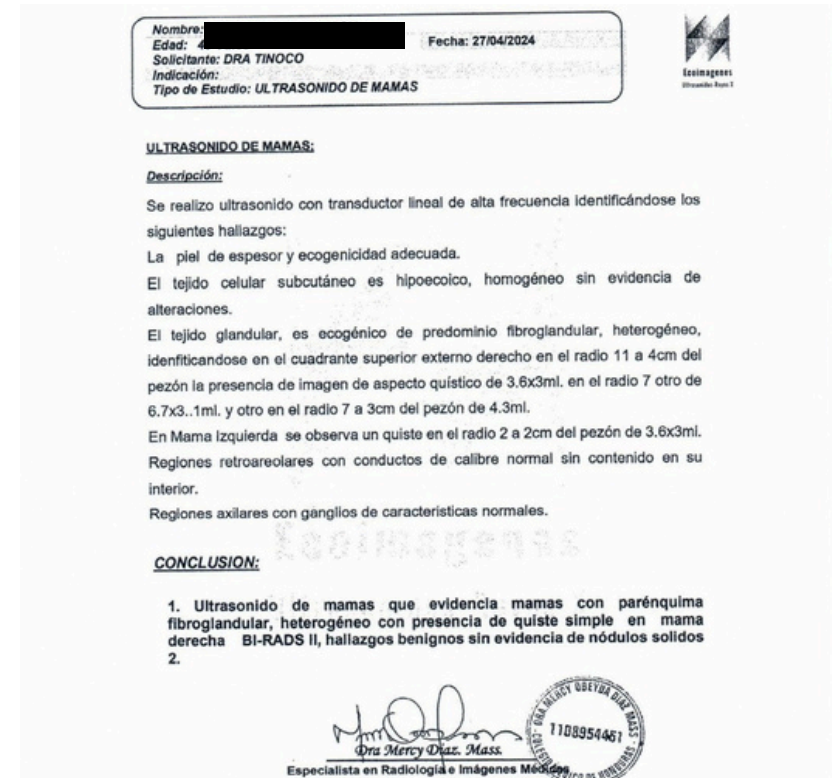 Nombre:
Edad: 4
Fecha: 27/04/2024
Solicitante: DRA TINOCO
Indicación:
Tipo de Estudio: ULTRASONIDO DE MAMAS
Ecoimagenes
ULTRASONIDO DE MAMAS:
Descripción:
Se realizo ultrasonido con transductor lineal de alta frecuencia identificándose los
siguientes hallazgos:
La piel de espesor y ecogenicidad adecuada.
El tejido celular subcutáneo es hipoecoico, homogéneo sin evidencia de
alteraciones.
El tejido glandular, es ecogénico de predominio fibroglandular, heterogéneo,
idenfiticandose en el cuadrante superior externo derecho en el radio 11 a 4cm del
pezón la presencia de imagen de aspecto quístico de 3.6x3ml. en el radio 7 otro de
6.7x3..1ml. y otro en el radio 7 a 3cm del pezón de 4.3ml.
En Mama Izquierda se observa un quiste en el radio 2 a 2cm del pezón de 3.6x3ml.
Regiones retroareolares con conductos de calibre normal sin contenido en su
interior.
Regiones axilares con ganglios de características normales.
CONCLUSION:
1. Ultrasonido de mamas que evidencia mamas con parénquima
fibroglandular, heterogéneo con presencia de quiste simple en mama
derecha BI-RADS II, hallazgos benignos sin evidencia de nódulos solidos
2.
DRA MERCY OBEYDA DIAZ MASS
1108954461
Dra Mercy Diaz. Mass.
Especialista en Radiología e Imágenes Médicas